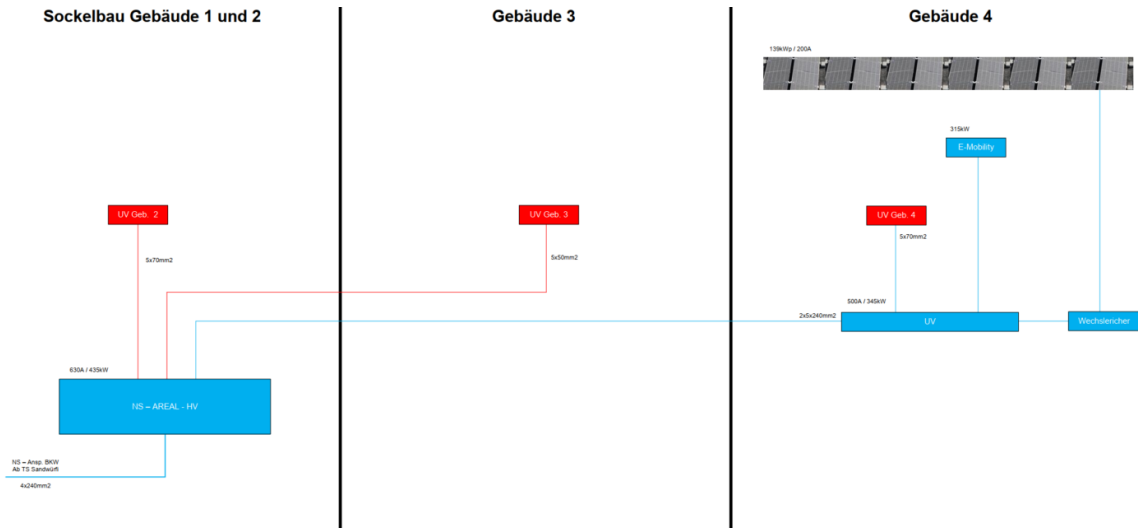 Sockelbau Gebäude 1 und 2
Gebäude 3
Gebäude 4
139kWp / 200A
315kW
E-Mobility
UV Geb. 2
UV Geb. 3
UV Geb. 4
5x70mm2
5x50mm2
5x70mm2
500A / 345kW
2x5x240mm2
UV
Wechslericher
630A / 435kW
NS – AREAL - HV
NS – Ansp. BKW
Ab TS Sandwürfi
4x240mm2